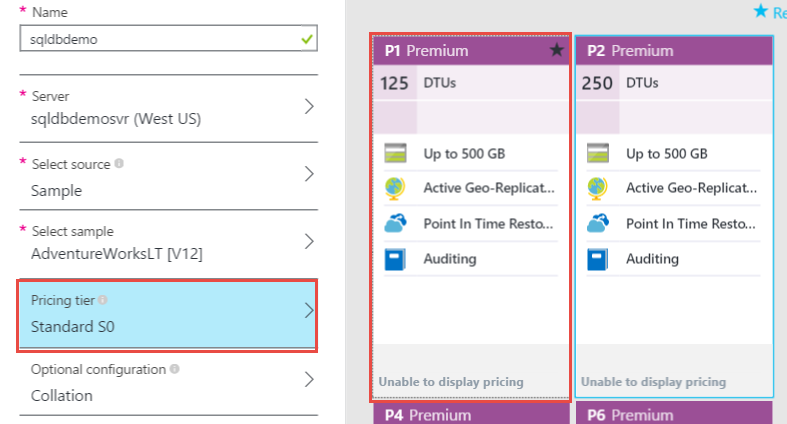 * Name
sqldbdemo
* Server
sqldbdemosvr (West US)
* Select source
Sample
* Select sample
AdventureWorksLT [V12]
Pricing tier
Standard S0
Optional configuration
Collation
★ Re
P1 Premium ★
125 DTUs
Up to 500 GB
Active Geo-Replicat...
Point In Time Resto...
Auditing
Unable to display pricing
P2 Premium
250 DTUs
Up to 500 GB
Active Geo-Replicat...
Point In Time Resto...
Auditing
Unable to display pricing
P4 Premium
P6 Premium